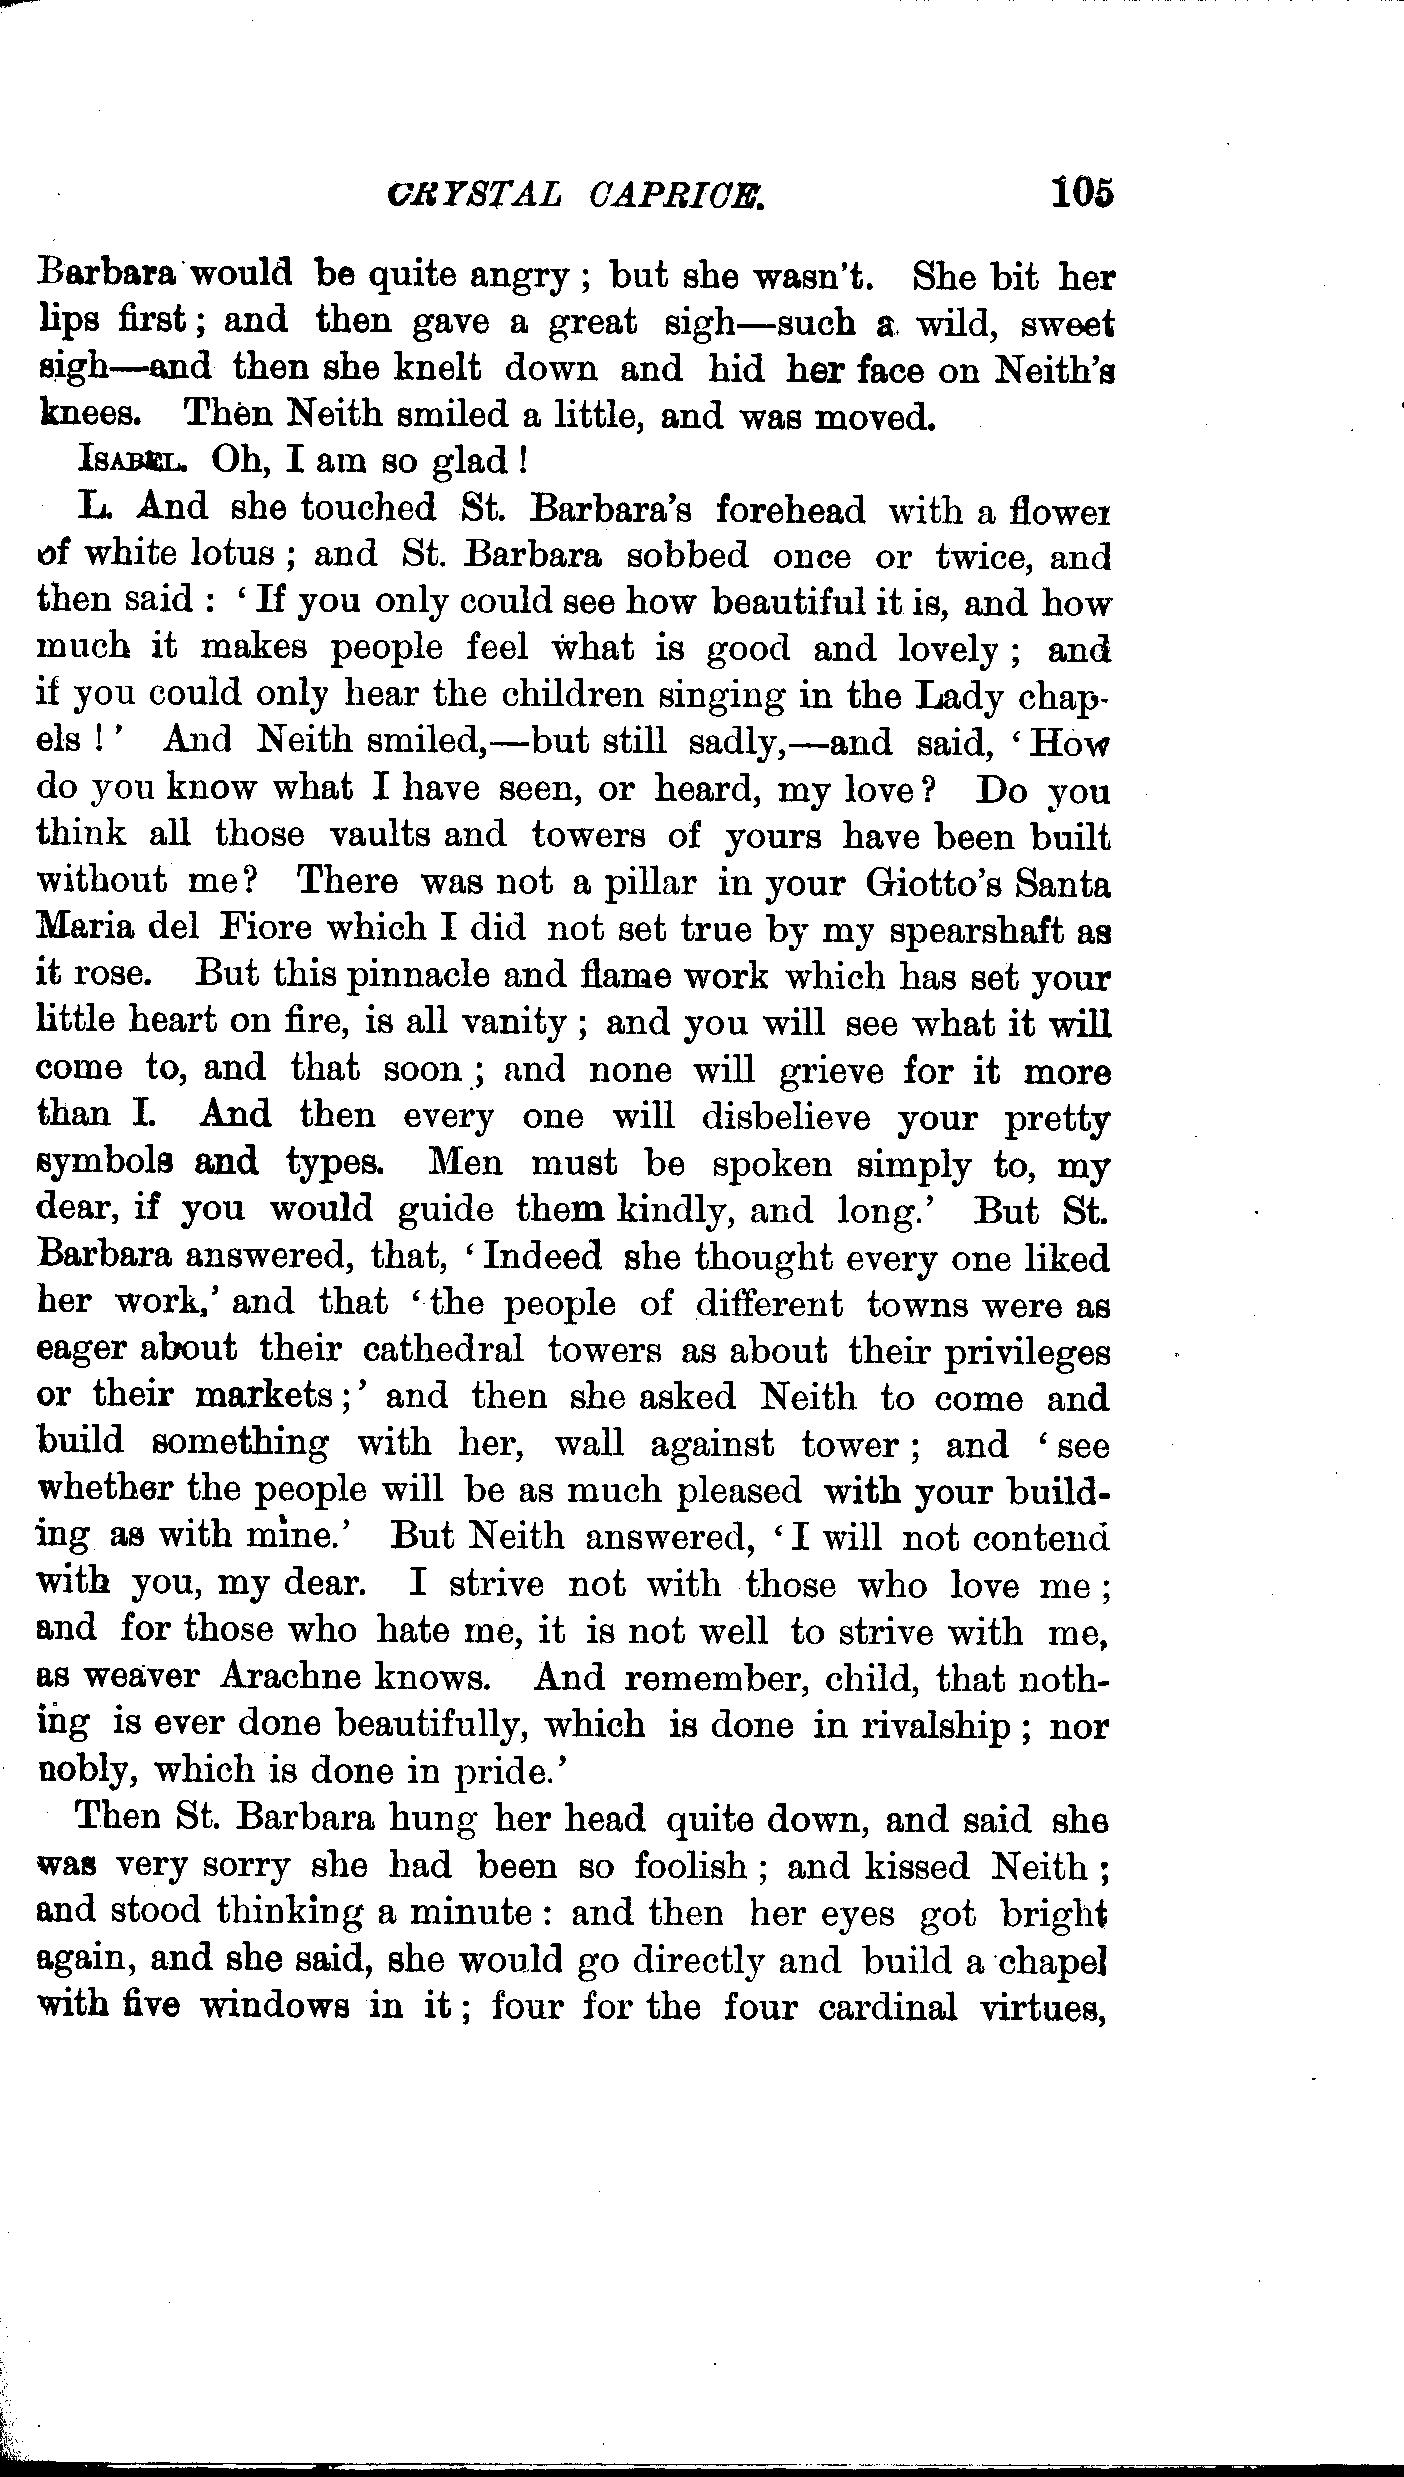 CRYSTAL CAPRICE. 105
Barbara would be quite angry ; but she wasn't. She bit her
lips first ; and then gave a great sigh—such a wild, sweet
sigh—and then she knelt down and hid her face on Neith's
knees. Then Neith smiled a little, and was moved.
ISABEL. Oh, I am so glad !
L. And she touched St. Barbara's forehead with a flower
of white lotus ; and St. Barbara sobbed once or twice, and
then said : ‘ If you only could see how beautiful it is, and how
much it makes people feel what is good and lovely ; and
if you could only hear the children singing in the Lady chap-
els ! ’ And Neith smiled,—but still sadly,—and said, ‘ How
do you know what I have seen, or heard, my love ? Do you
think all those vaults and towers of yours have been built
without me ? There was not a pillar in your Giotto's Santa
Maria del Fiore which I did not set true by my spearshaft as
it rose. But this pinnacle and flame work which has set your
little heart on fire, is all vanity ; and you will see what it will
come to, and that soon ; and none will grieve for it more
than I. And then every one will disbelieve your pretty
symbols and types. Men must be spoken simply to, my
dear, if you would guide them kindly, and long.’ But St.
Barbara answered, that, ‘ Indeed she thought every one liked
her work,’ and that ‘ the people of different towns were as
eager about their cathedral towers as about their privileges
or their markets ; ’ and then she asked Neith to come and
build something with her, wall against tower ; and ‘ see
whether the people will be as much pleased with your build-
ing as with mine.’ But Neith answered, ‘ I will not contend
with you, my dear. I strive not with those who love me ;
and for those who hate me, it is not well to strive with me,
as weaver Arachne knows. And remember, child, that noth-
ing is ever done beautifully, which is done in rivalship ; nor
nobly, which is done in pride.’
Then St. Barbara hung her head quite down, and said she
was very sorry she had been so foolish ; and kissed Neith ;
and stood thinking a minute : and then her eyes got bright
again, and she said, she would go directly and build a chapel
with five windows in it ; four for the four cardinal virtues,